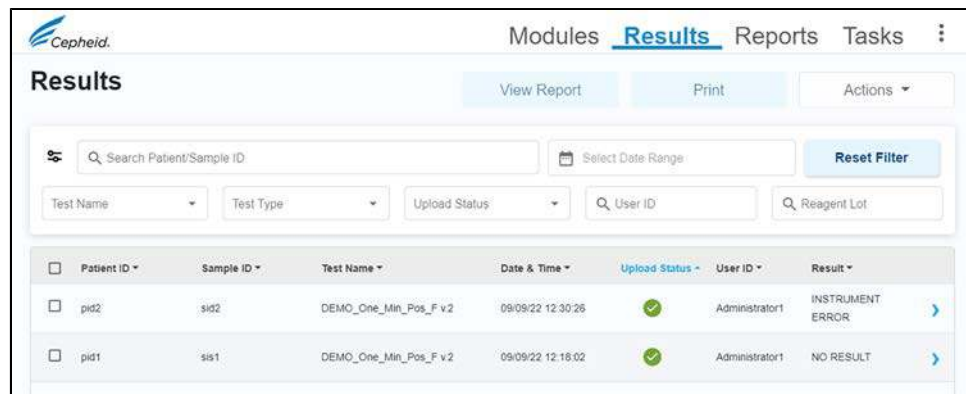 Cepheid.
Modules Results Reports Tasks
Results
View Report Print Actions
Search Patient/Sample ID Select Date Range Reset Filter
Test Name Test Type Upload Status User ID Reagent Lot
Patient ID Sample ID Test Name Date & Time Upload Status User ID Result
pid2 sid2 DEMO_One_Min_Pos_F v.2 09/09/22 12:30:26 Administrator1 INSTRUMENT
ERROR
pid1 sis1 DEMO_One_Min_Pos_F v.2 09/09/22 12:18:02 Administrator1 NO RESULT